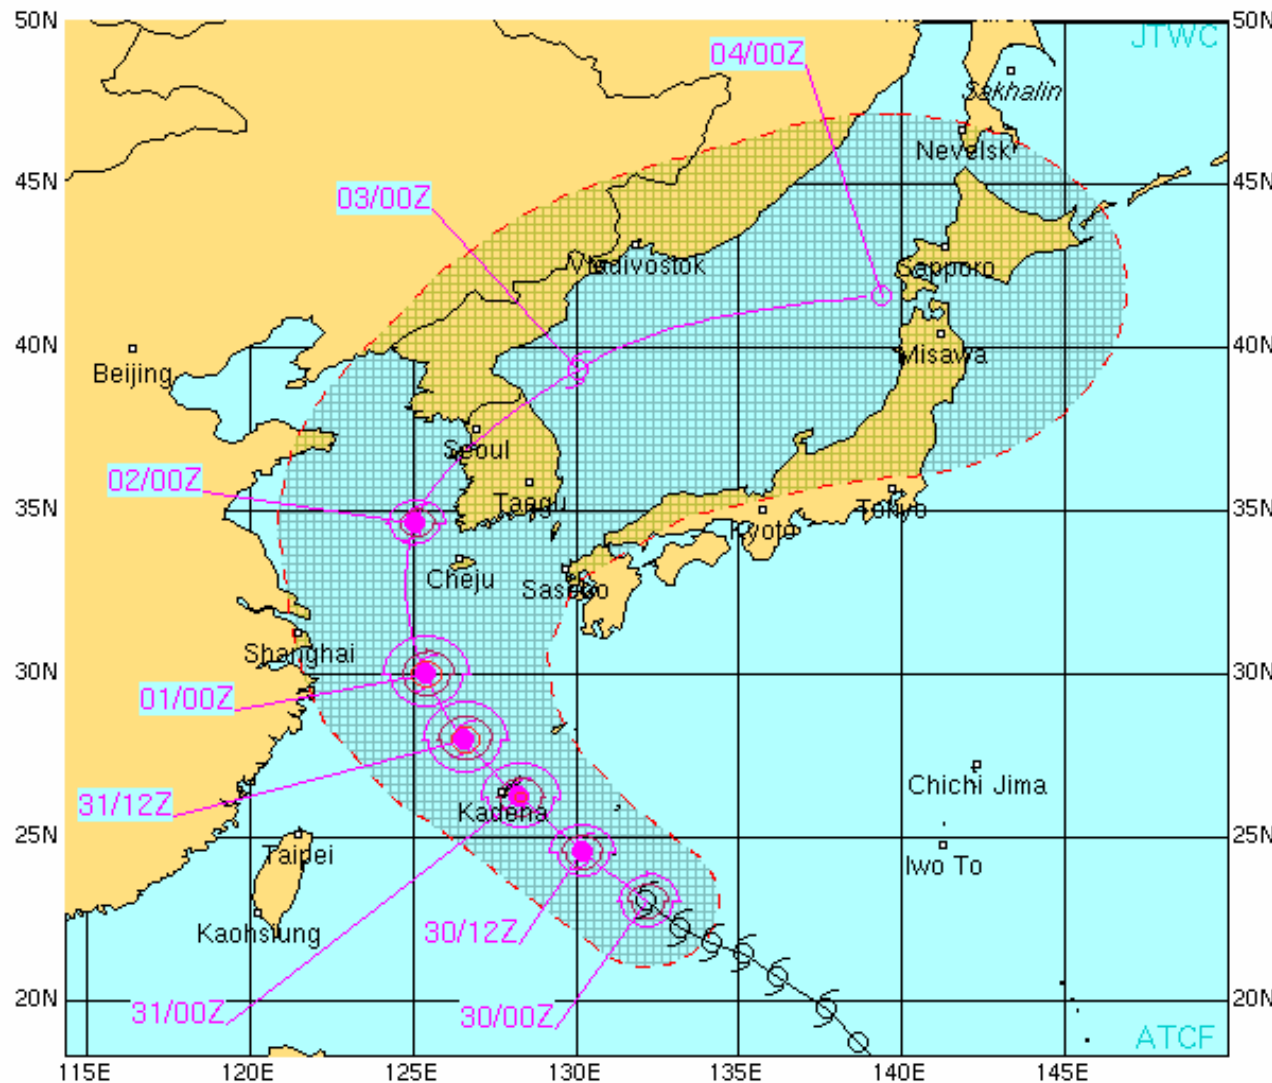 50N
50N
JTWC
04/00Z
Sakhalin
Nevelsk
45N
45N
03/00Z
Vladivostok
Sapporo
40N
40N
Misawa
Beijing
Seoul
02/00Z
Taegu
35N
35N
Tokyo
Kyoto
Cheju
Sasebo
Shanghai
30N
30N
01/00Z
Chichi Jima
31/12Z
Kadena
25N
25N
Taipei
Iwo To
Kaohsiung
30/12Z
20N
20N
31/00Z
30/00Z
ATCF
115E
120E
125E
130E
135E
140E
145E